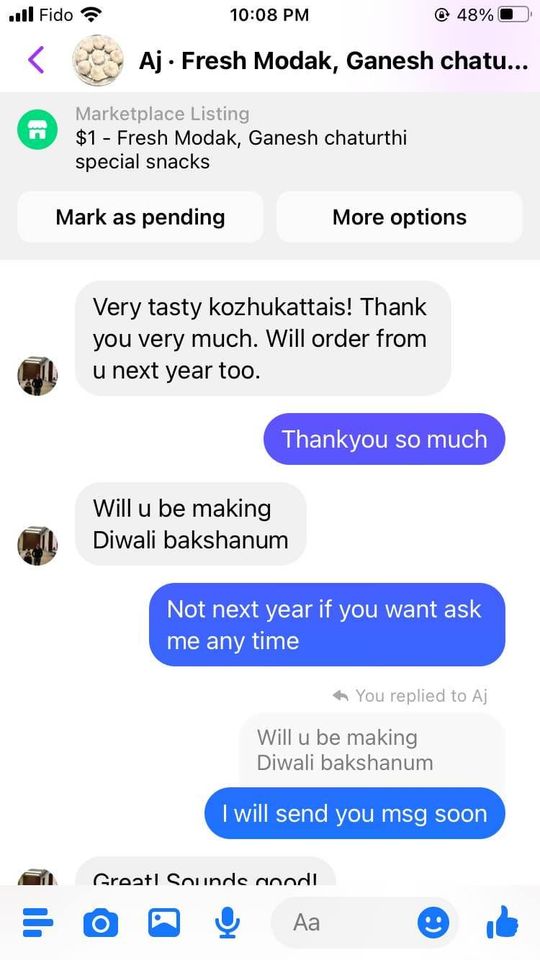 Fido 10:08 PM 48%
Aj · Fresh Modak, Ganesh chatu...
Marketplace Listing
$1 - Fresh Modak, Ganesh chaturthi
special snacks
Mark as pending
More options
Very tasty kozhukattais! Thank
you very much. Will order from
u next year too.
Thankyou so much
Will u be making
Diwali bakshanum
Not next year if you want ask
me any time
You replied to Aj
Will u be making
Diwali bakshanum
I will send you msg soon
Great! Sounds good!
Aa